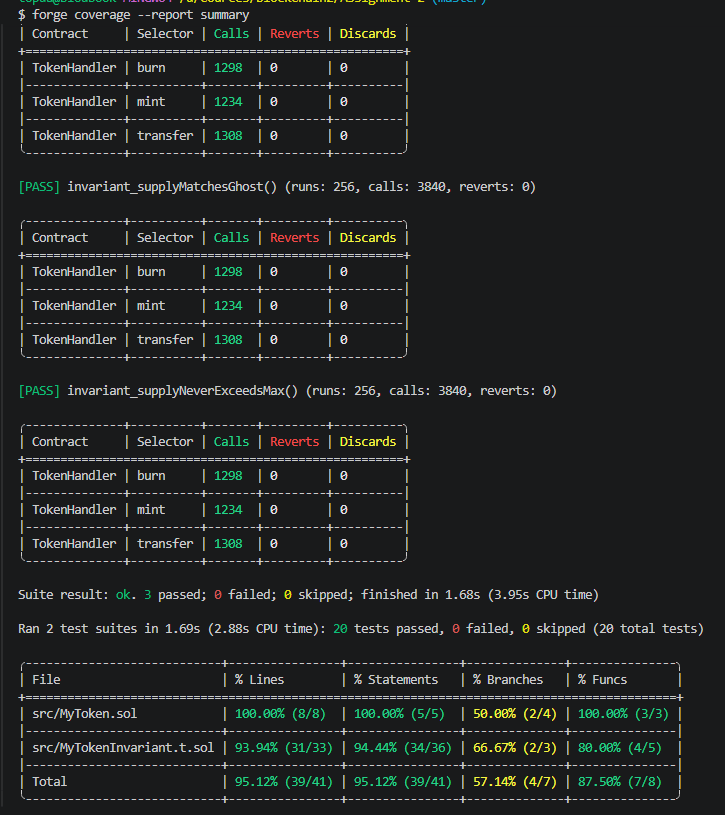 $ forge coverage --report summary
| Contract | Selector | Calls | Reverts | Discards |
| TokenHandler | burn | 1298 | 0 | 0 |
| TokenHandler | mint | 1234 | 0 | 0 |
| TokenHandler | transfer | 1308 | 0 | 0 |
[PASS] invariant_supplyMatchesGhost() (runs: 256, calls: 3840, reverts: 0)
| Contract | Selector | Calls | Reverts | Discards |
| TokenHandler | burn | 1298 | 0 | 0 |
| TokenHandler | mint | 1234 | 0 | 0 |
| TokenHandler | transfer | 1308 | 0 | 0 |
[PASS] invariant_supplyNeverExceedsMax() (runs: 256, calls: 3840, reverts: 0)
| Contract | Selector | Calls | Reverts | Discards |
| TokenHandler | burn | 1298 | 0 | 0 |
| TokenHandler | mint | 1234 | 0 | 0 |
| TokenHandler | transfer | 1308 | 0 | 0 |
Suite result: ok. 3 passed; 0 failed; 0 skipped; finished in 1.68s (3.95s CPU time)
Ran 2 test suites in 1.69s (2.88s CPU time): 20 tests passed, 0 failed, 0 skipped (20 total tests)
| File | % Lines | % Statements | % Branches | % Funcs |
| src/MyToken.sol | 100.00% (8/8) | 100.00% (5/5) | 50.00% (2/4) | 100.00% (3/3) |
| src/MyTokenInvariant.t.sol | 93.94% (31/33) | 94.44% (34/36) | 66.67% (2/3) | 80.00% (4/5) |
| Total | 95.12% (39/41) | 95.12% (39/41) | 57.14% (4/7) | 87.50% (7/8) |